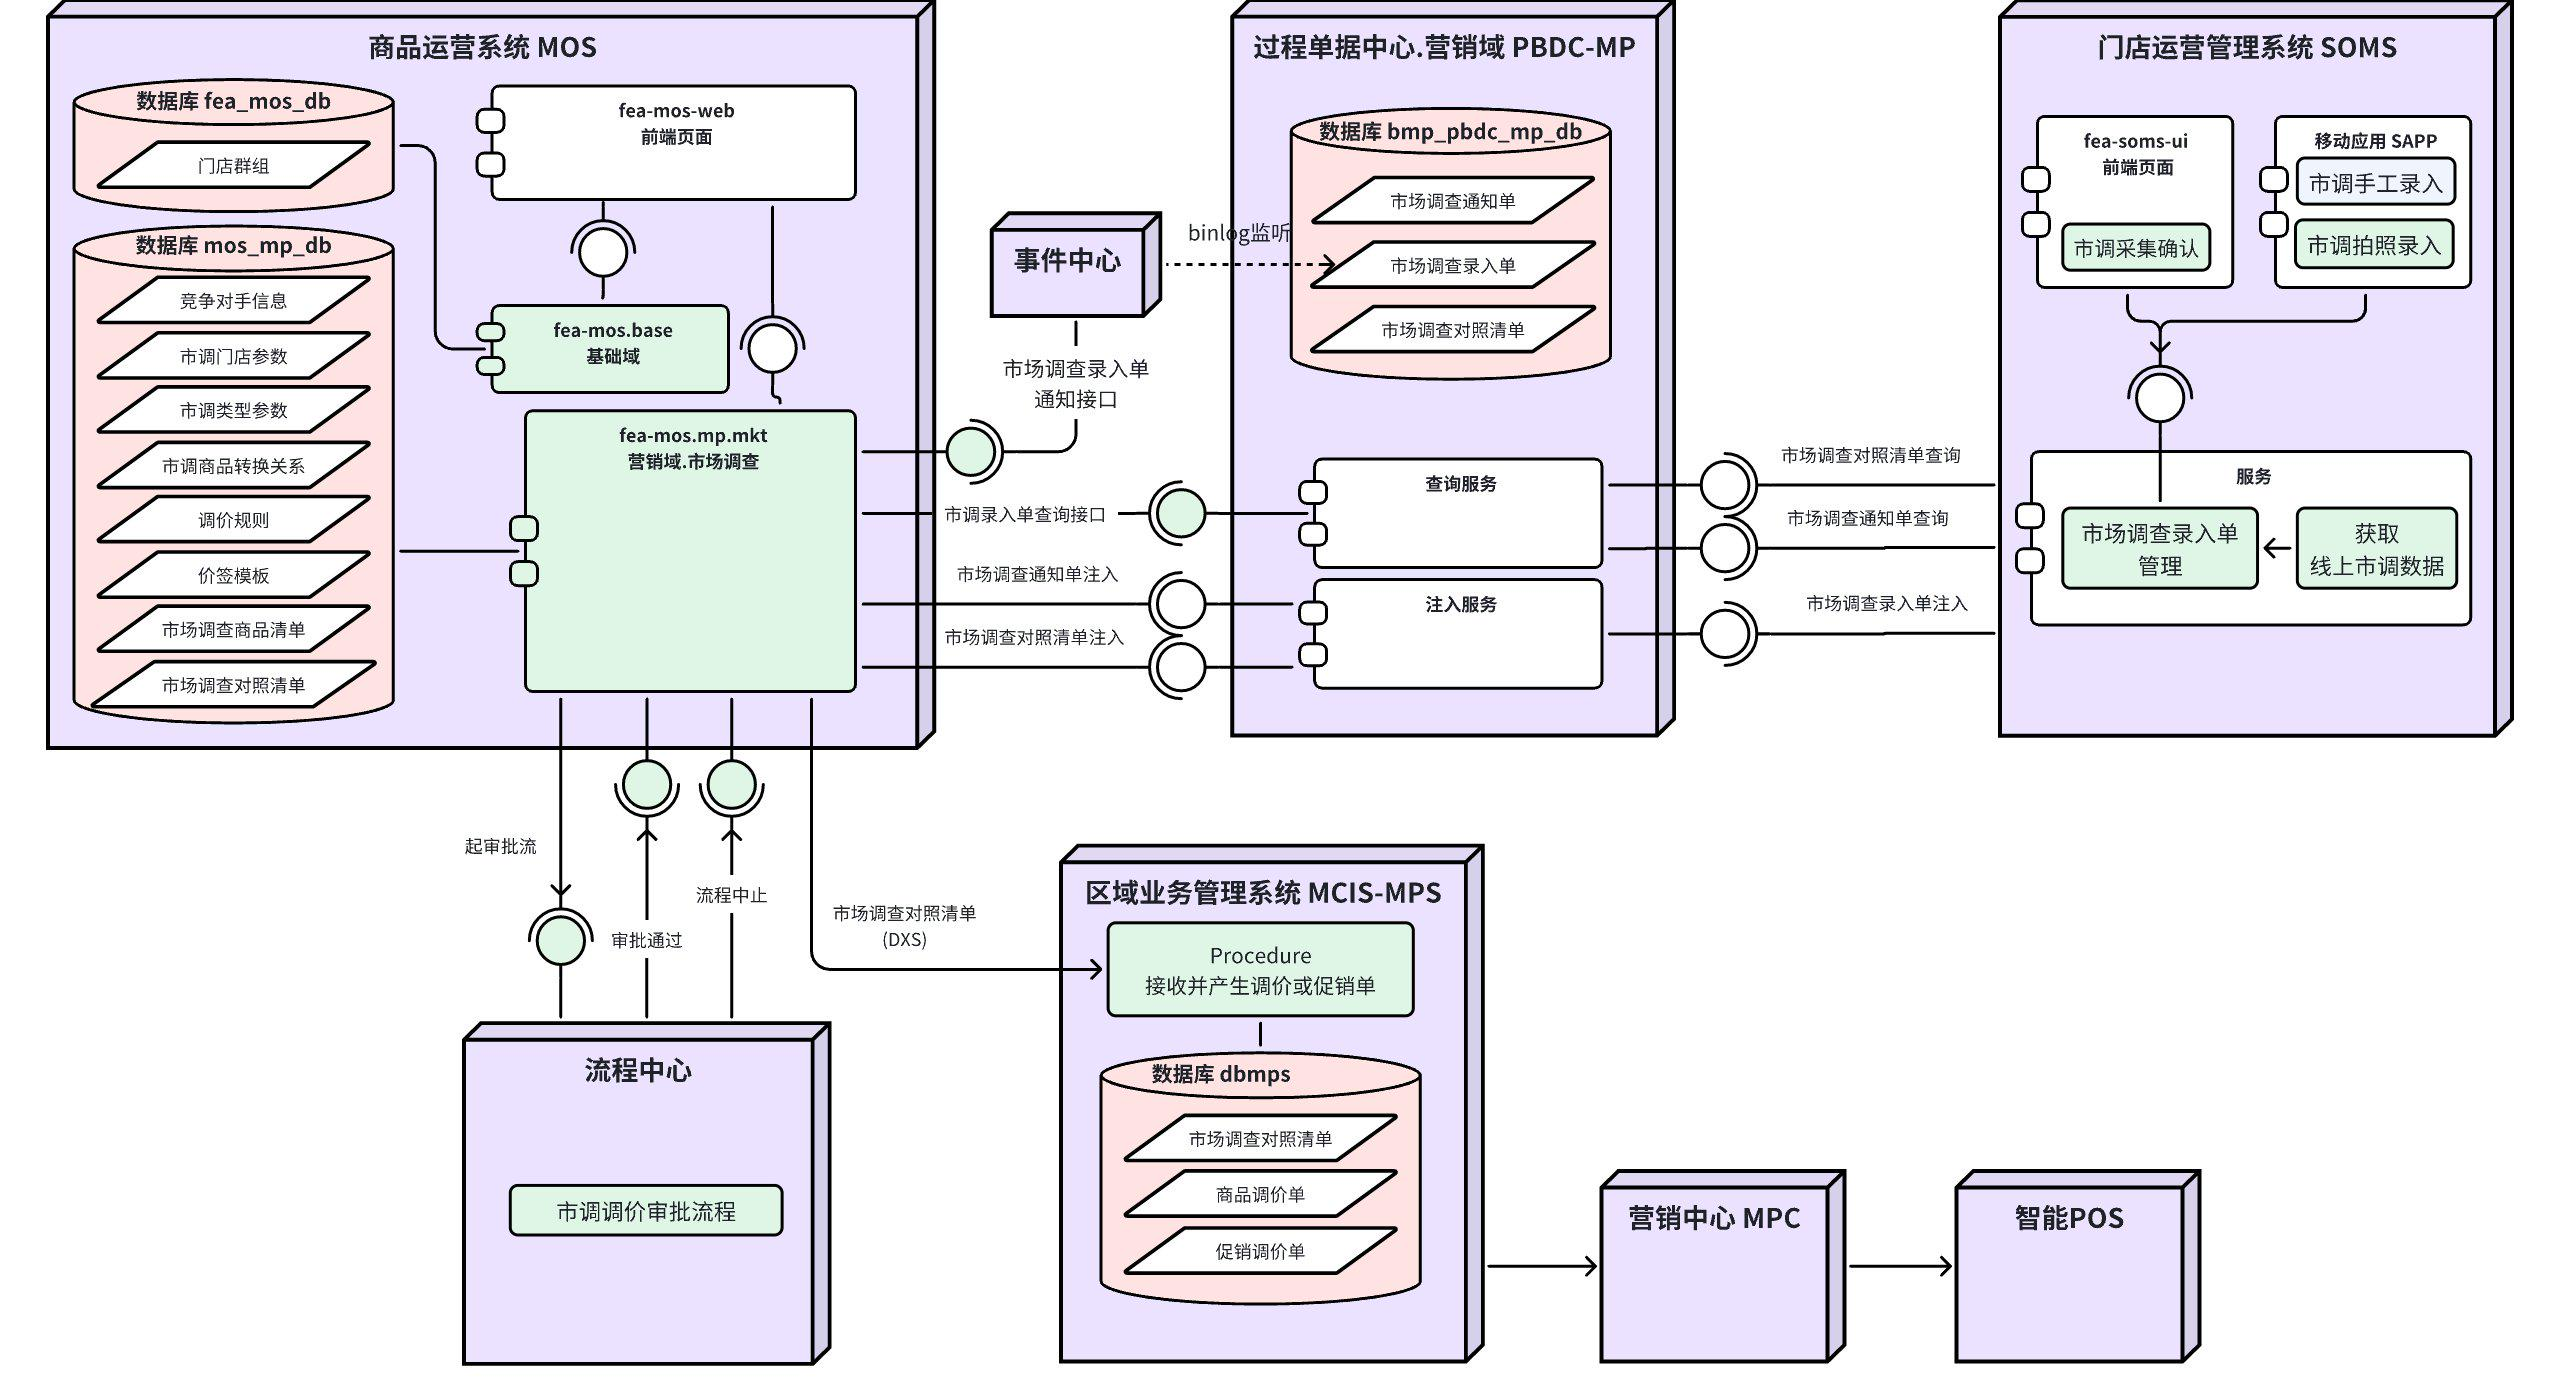 商品运营系统 MOS
数据库 fea_mos_db
门店群组
数据库 mos_mp_db
竞争对手信息
市调门店参数
市调类型参数
市调商品转换关系
调价规则
价签模板
市场调查商品清单
市场调查对照清单
fea-mos-web
前端页面
fea-mos.base
基础域
fea-mos.mp.mkt
营销域.市场调查
事件中心
binlog监听
市场调查录入单
通知接口
市调录入单查询接口
市场调查通知单注入
市场调查对照清单注入
过程单据中心.营销域 PBDC-MP
数据库 bmp_pbdc_mp_db
市场调查通知单
市场调查录入单
市场调查对照清单
查询服务
注入服务
市场调查对照清单查询
市场调查通知单查询
市场调查录入单注入
门店运营管理系统 SOMS
fea-soms-ui
前端页面
市调采集确认
移动应用 SAPP
市调手工录入
市调拍照录入
服务
市场调查录入单
管理
获取
线上市调数据
起审批流
审批通过
流程中止
市场调查对照清单
(DXS)
流程中心
市调调价审批流程
区域业务管理系统 MCIS-MPS
Procedure
接收并产生调价或促销单
数据库 dbmps
市场调查对照清单
商品调价单
促销调价单
营销中心 MPC
智能POS